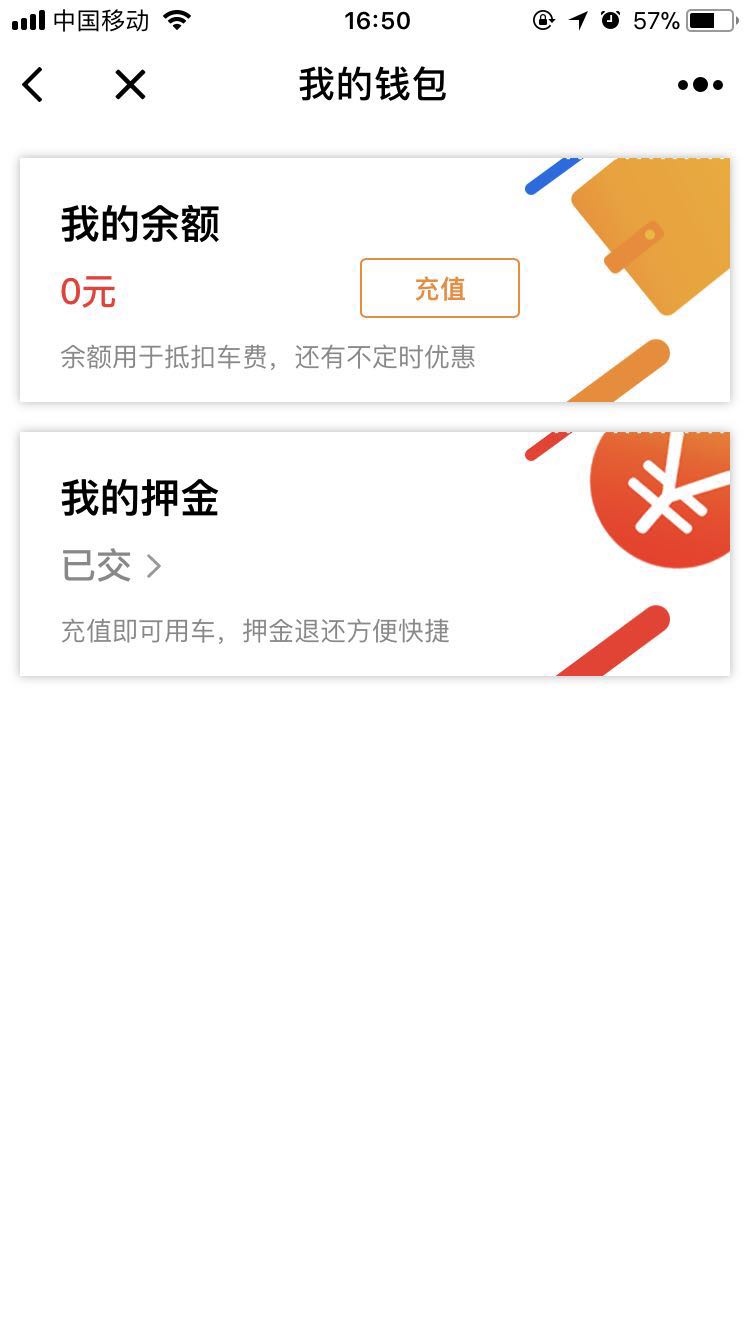 中国移动 16:50 57%
我的钱包
我的余额
0元
充值
余额用于抵扣车费，还有不定时优惠
我的押金
已交
充值即可用车，押金退还方便快捷